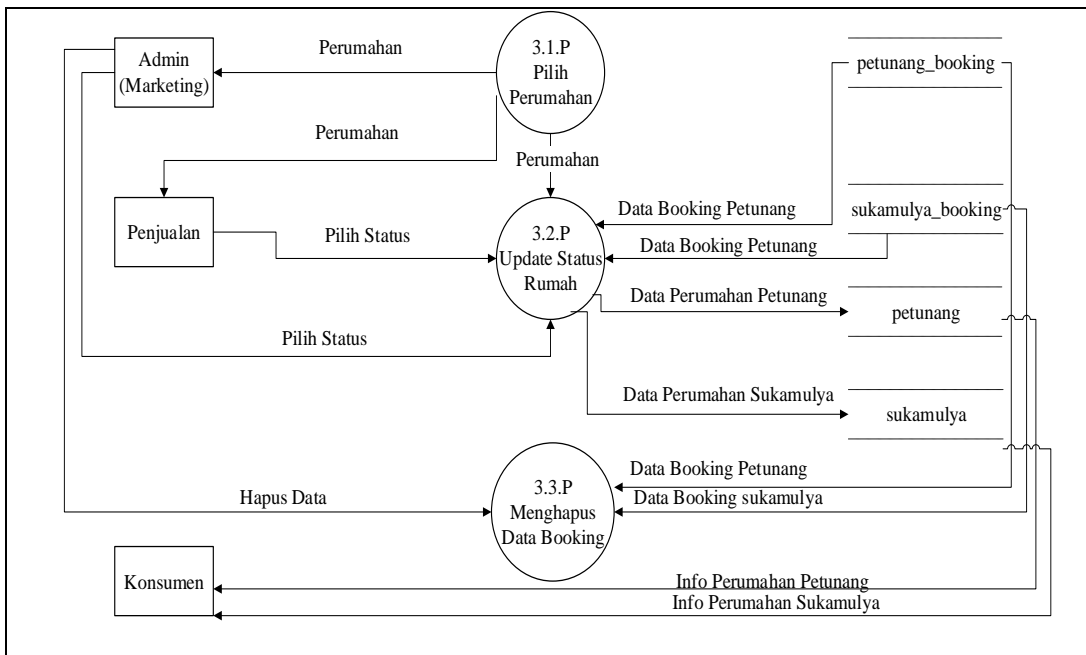 Admin
(Marketing)
Perumahan
3.1.P
Pilih
Perumahan
petunang_booking
Perumahan
Perumahan
Penjualan
Pilih Status
3.2.P
Update Status
Rumah
Data Booking Petunang
sukamulya_booking
Data Booking Petunang
Data Perumahan Petunang
petunang
Pilih Status
Data Perumahan Sukamulya
sukamulya
3.3.P
Menghapus
Data Booking
Data Booking Petunang
Hapus Data
Data Booking sukamulya
Konsumen
Info Perumahan Petunang
Info Perumahan Sukamulya